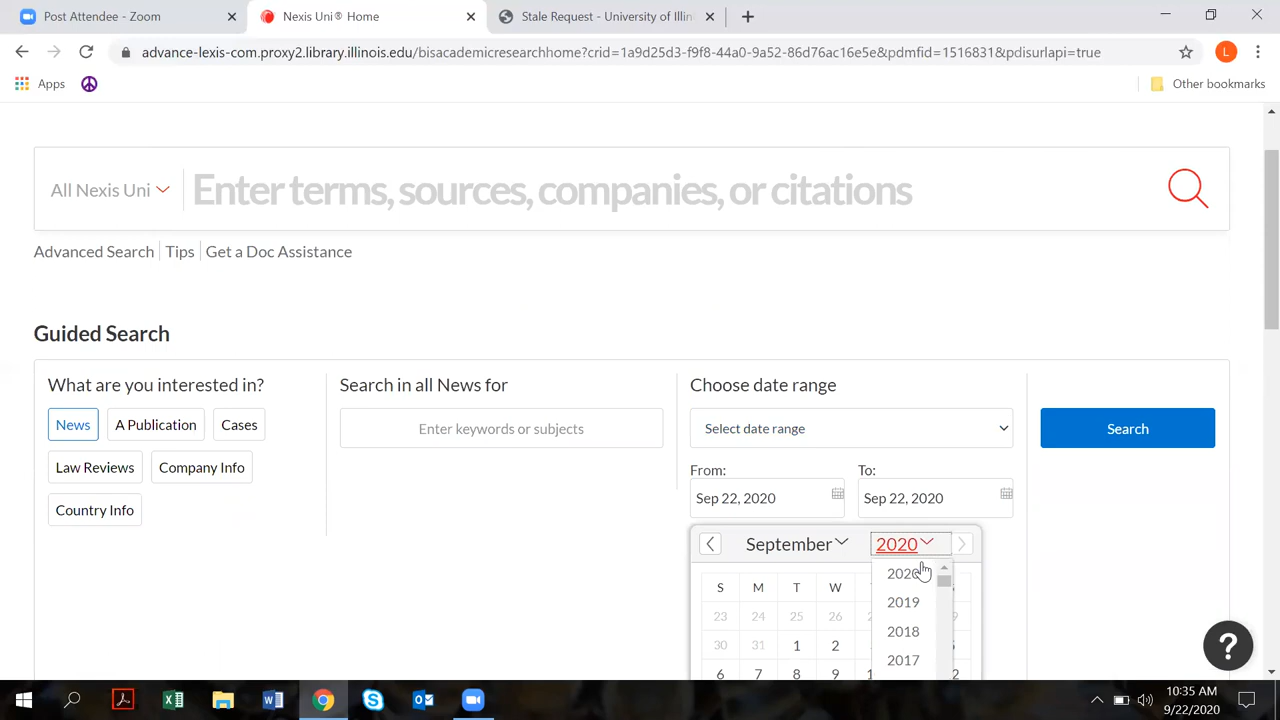 Post Attendee - Zoom
Nexis Uni® Home
Stale Request - University of Illin
advance-lexis-com.proxy2.library.illinois.edu/bisacademicresearchhome?crid=1a9d25d3-f9f8-44a0-9a52-86d76ac16e5e&pdmfid=1516831&pdisurlapi=true
L
Apps
Other bookmarks
All Nexis Uni
Enter terms, sources, companies, or citations
Advanced Search | Tips | Get a Doc Assistance
Guided Search
What are you interested in?
News
A Publication
Cases
Law Reviews
Company Info
Country Info
Search in all News for
Enter keywords or subjects
Choose date range
Select date range
From:
To:
Sep 22, 2020
Sep 22, 2020
September
2020
S M T W
23 24 25 26
30 31 1 2
6 7 8 9
2020
2019
2018
2017
Search
?
10:35 AM
9/22/2020